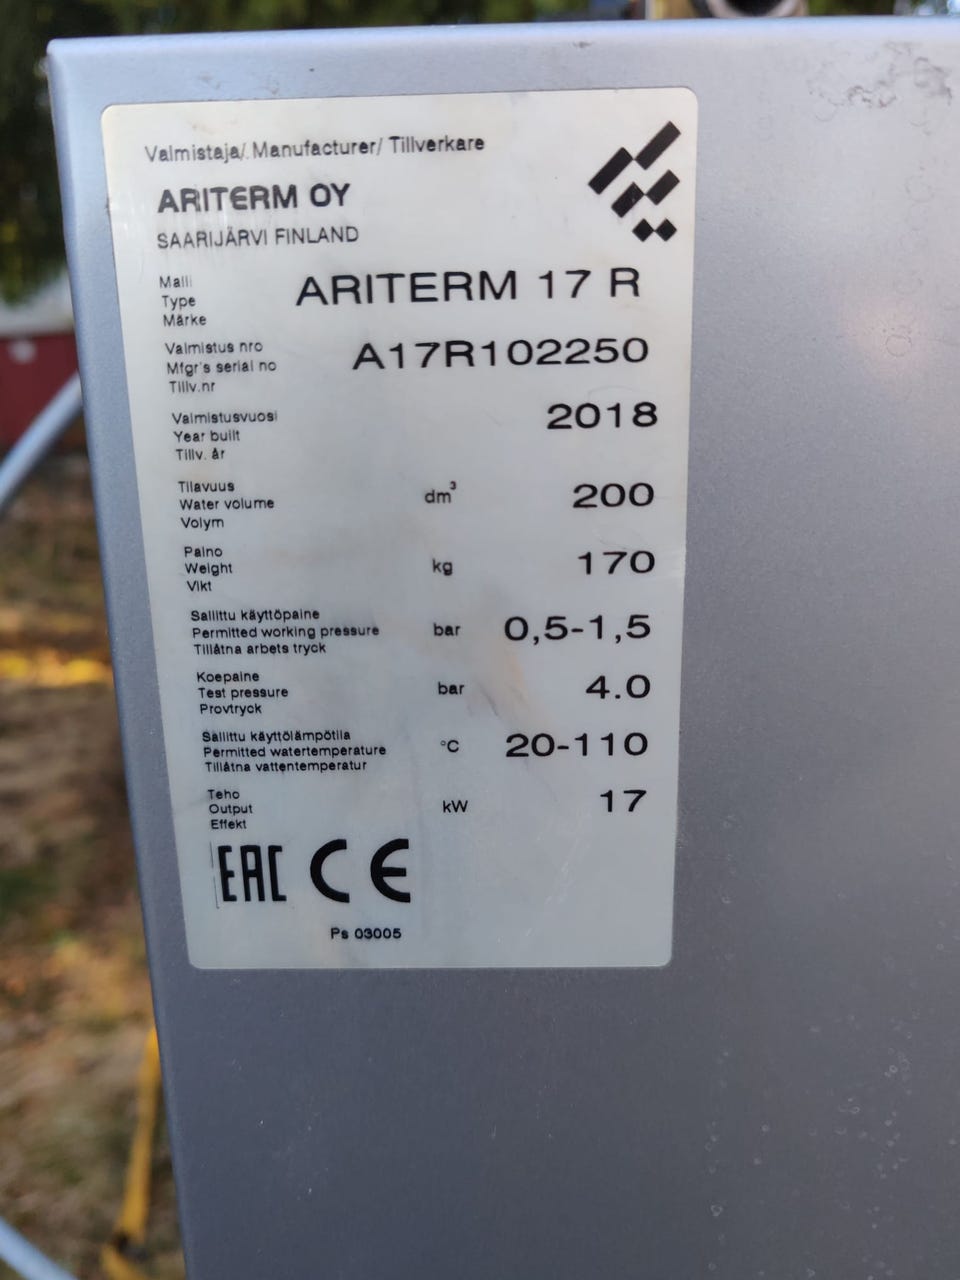 Valmistaja/ Manufacturer/ Tillverkare
ARITERM OY
SAARIJÄRVI FINLAND
Malli
Type
Märke
ARITERM 17 R
Valmistus nro
Mfgr's serial no
Tillv.nr
A17R102250
Valmistusvuosi
Year built
Tillv. år
2018
Tilavuus
Water volume
Volym
dm³
200
Paino
Weight
Vikt
kg
170
Sallittu käyttöpaine
Permitted working pressure
Tillåtna arbets tryck
bar
0,5-1,5
Koepaine
Test pressure
Provtryck
bar
4.0
Sallittu käyttölämpötila
Permitted watertemperature
Tillåtna vattentemperatur
°C
20-110
Teho
Output
Effekt
kW
17
EAC CE
Ps 03005